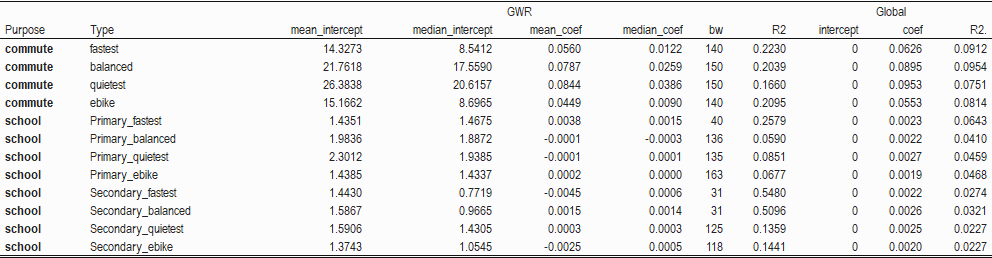 GWR Global
Purpose Type mean_intercept median_intercept mean_coef median_coef bw R2 intercept coef R2.
commute fastest 14.3273 8.5412 0.0560 0.0122 140 0.2230 0 0.0626 0.0912
commute balanced 21.7618 17.5590 0.0787 0.0259 150 0.2039 0 0.0895 0.0954
commute quietest 26.3838 20.6157 0.0844 0.0386 150 0.1660 0 0.0953 0.0751
commute ebike 15.1662 8.6965 0.0449 0.0090 140 0.2095 0 0.0553 0.0814
school Primary_fastest 1.4351 1.4675 0.0038 0.0015 40 0.2579 0 0.0023 0.0643
school Primary_balanced 1.9836 1.8872 -0.0001 -0.0003 136 0.0590 0 0.0022 0.0410
school Primary_quietest 2.3012 1.9385 -0.0001 0.0001 135 0.0851 0 0.0027 0.0459
school Primary_ebike 1.4385 1.4337 0.0002 0.0000 163 0.0677 0 0.0019 0.0468
school Secondary_fastest 1.4430 0.7719 -0.0045 0.0006 31 0.5480 0 0.0022 0.0274
school Secondary_balanced 1.5867 0.9665 0.0015 0.0014 31 0.5096 0 0.0026 0.0321
school Secondary_quietest 1.5906 1.4305 0.0003 0.0003 125 0.1359 0 0.0025 0.0227
school Secondary_ebike 1.3743 1.0545 -0.0025 0.0005 118 0.1441 0 0.0020 0.0227